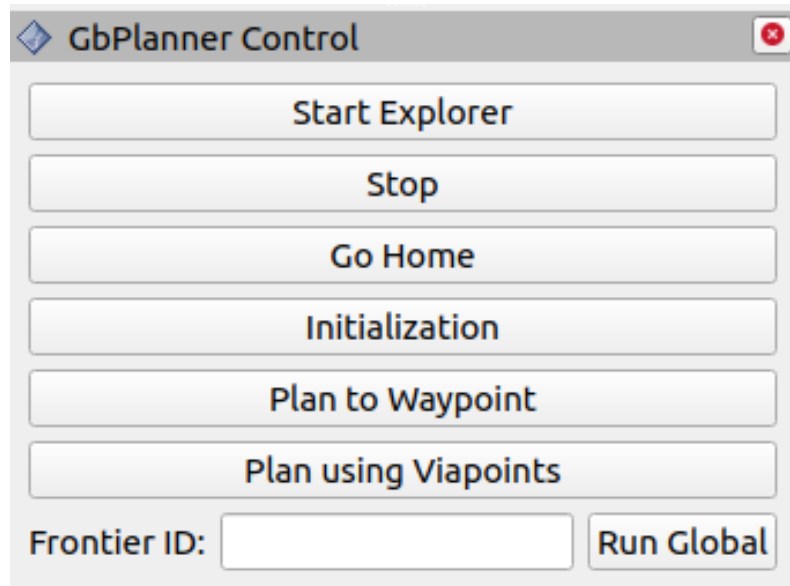 GbPlanner Control
Start Explorer
Stop
Go Home
Initialization
Plan to Waypoint
Plan using Viapoints
Frontier ID: Run Global